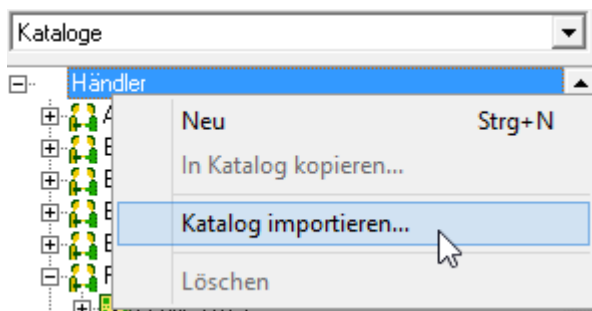 Kataloge
Händler
Neu Strg+N
In Katalog kopieren...
Katalog importieren...
Löschen